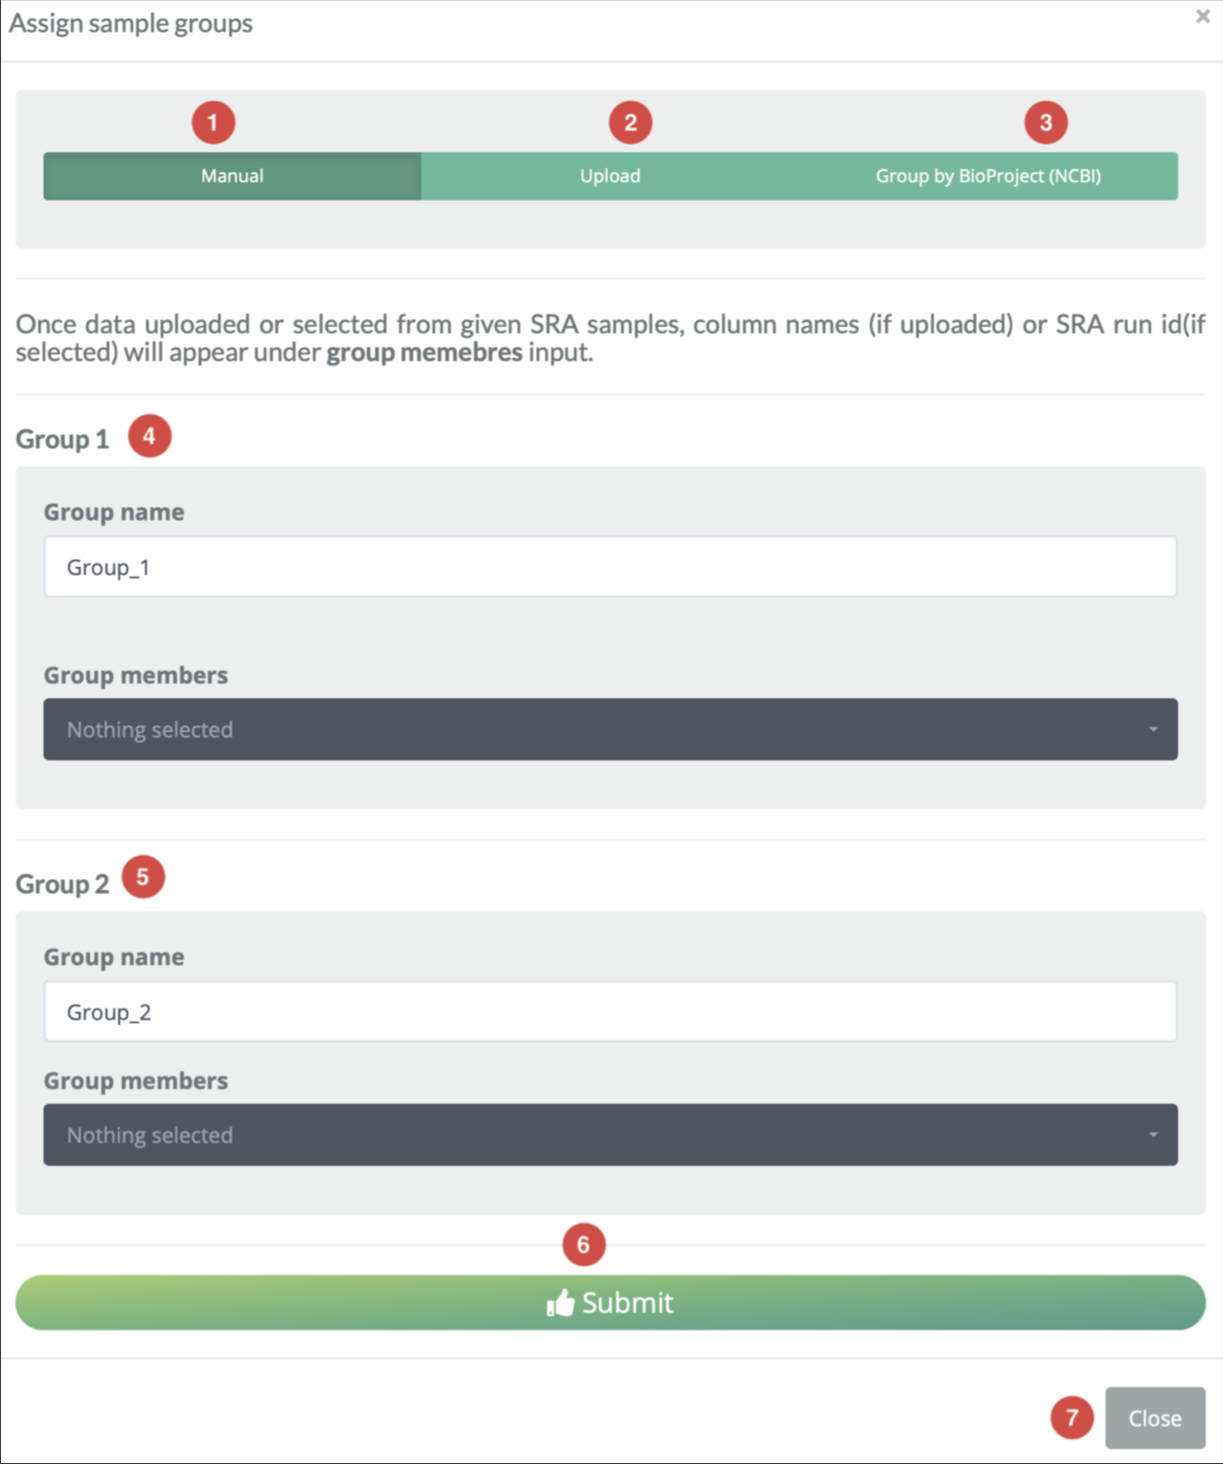 Assign sample groups ×
1 2 3
Manual Upload Group by BioProject (NCBI)
Once data uploaded or selected from given SRA samples, column names (if uploaded) or SRA run id(if
selected) will appear under group memebres input.
Group 1 4
Group name
Group_1
Group members
Nothing selected
Group 2 5
Group name
Group_2
Group members
Nothing selected
6
Submit
7 Close